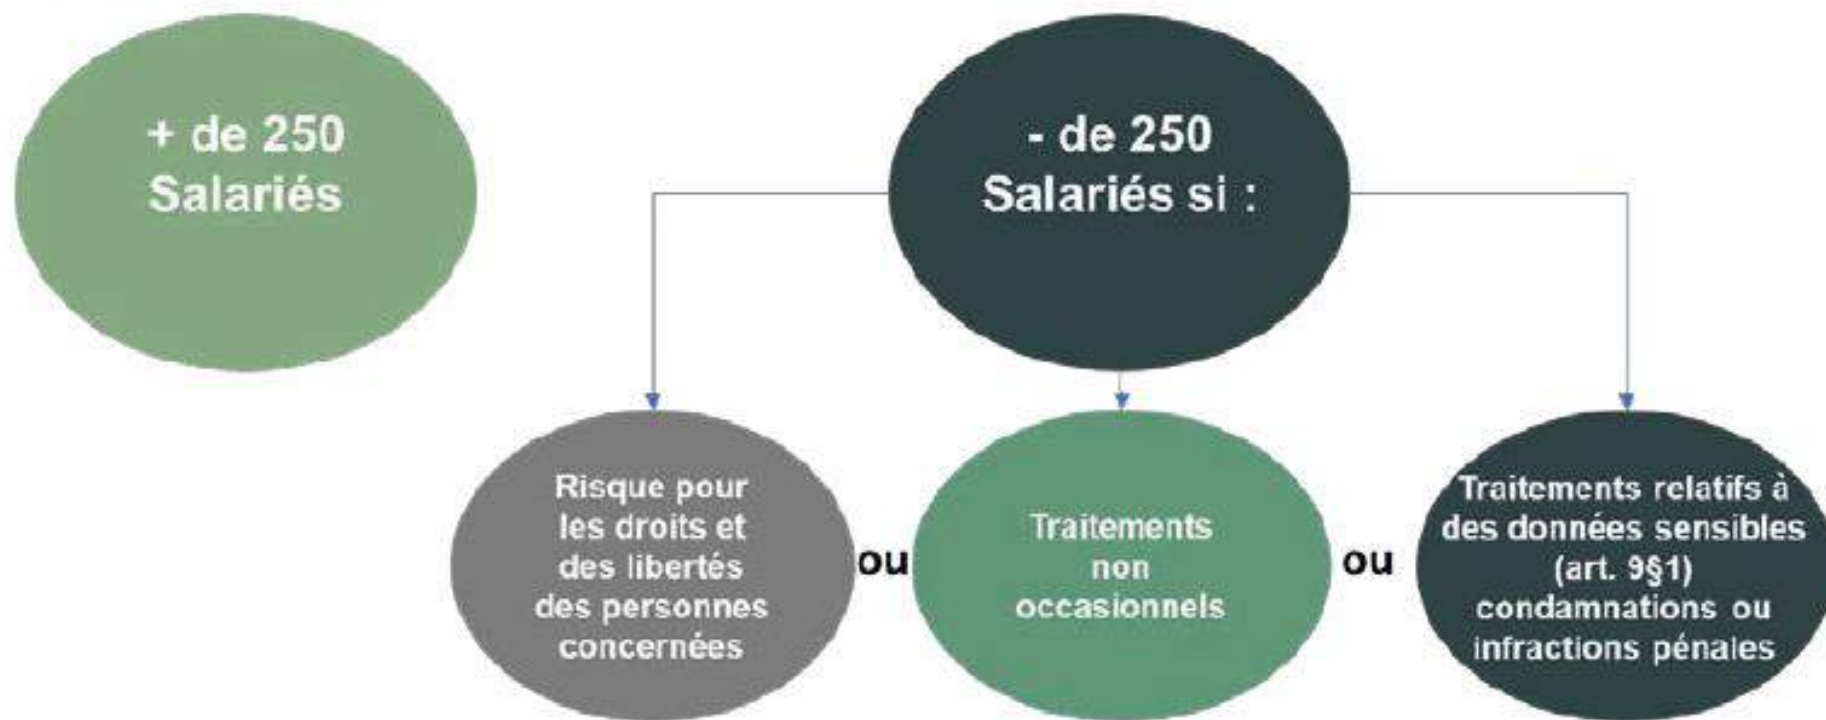 + de 250
Salariés
- de 250
Salariés si :
Risque pour
les droits et
des libertés
des personnes
concernées
ou
Traitements
non
occasionnels
ou
Traitements relatifs à
des données sensibles
(art. 9§1)
condamnations ou
infractions pénales